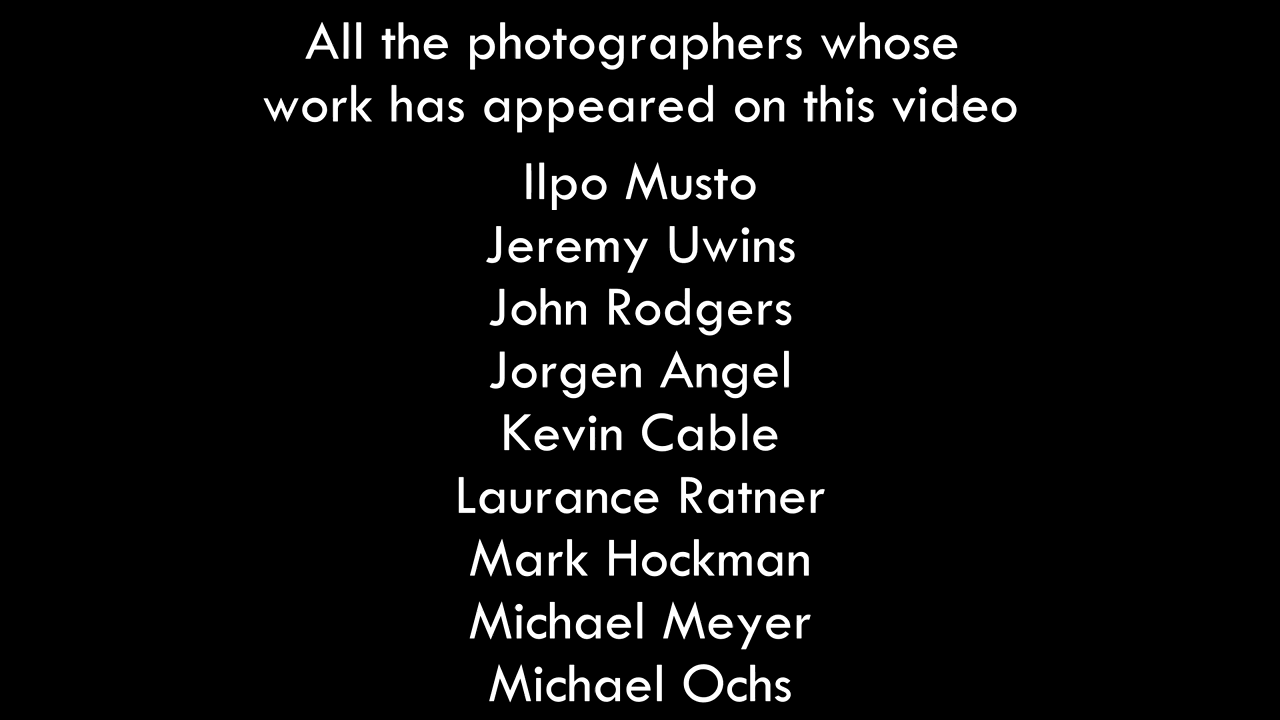 All the photographers whose
work has appeared on this video
Ilpo Musto
Jeremy Uwins
John Rodgers
Jorgen Angel
Kevin Cable
Laurance Ratner
Mark Hockman
Michael Meyer
Michael Ochs